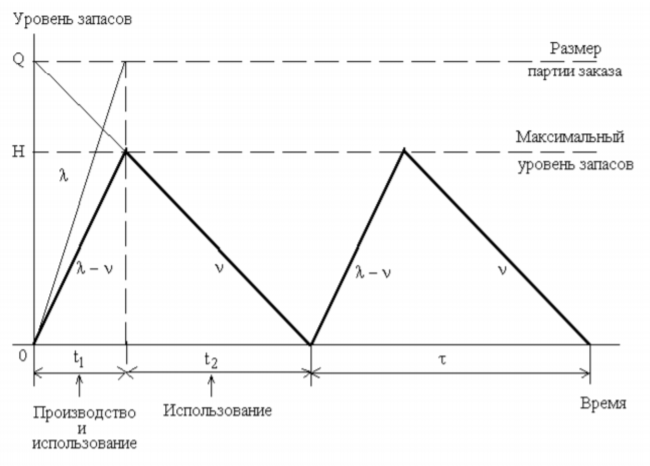 Уровень запасов
Q
Размер
партии заказа
H
Максимальный
уровень запасов
λ
λ – ν
ν
λ – ν
ν
0
t1
t2
τ
Время
Производство
и
использование
Использование